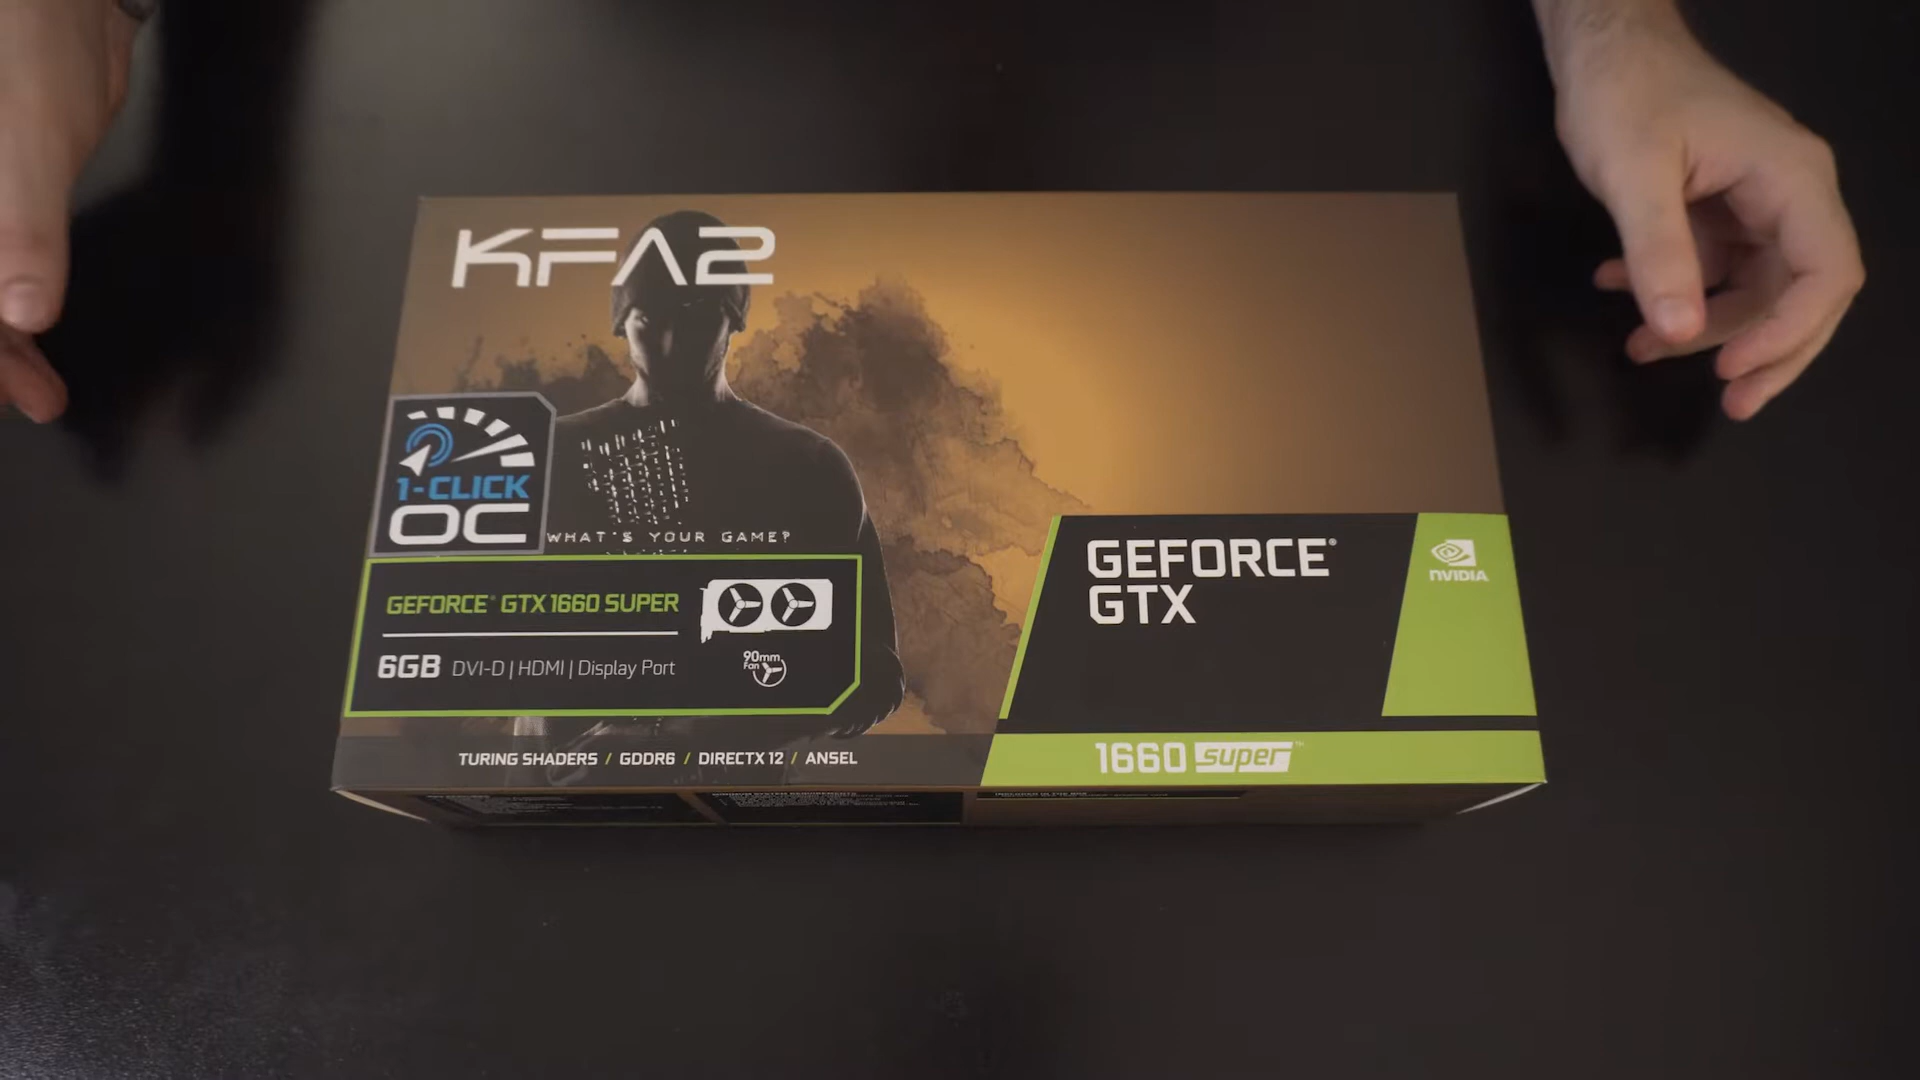 KFA2
1-CLICK
OC
WHAT'S YOUR GAME?
GEFORCE® GTX 1660 SUPER
6GB DVI-D | HDMI | Display Port
90mm
Fan
TURING SHADERS / GDDR6 / DIRECTX 12 / ANSEL
GEFORCE®
GTX
NVIDIA
1660 SUPER™